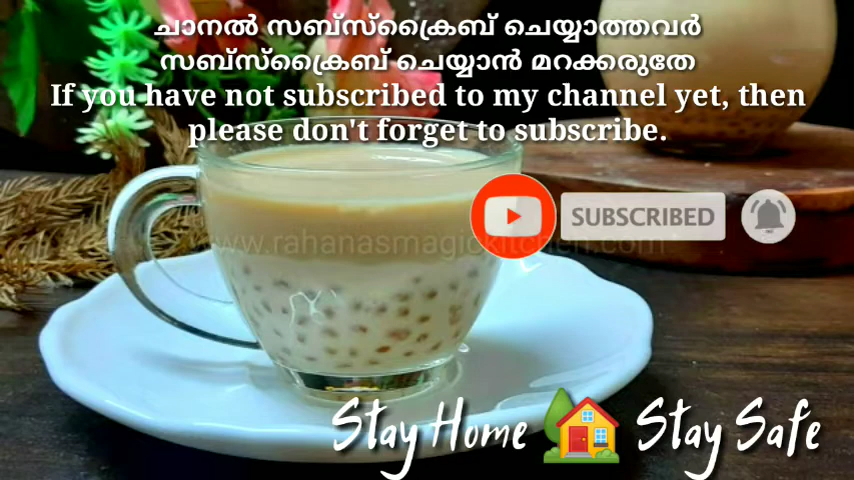 ചാനൽ സബ്സ്ക്രൈബ് ചെയ്യാത്തവർ
സബ്സ്ക്രൈബ് ചെയ്യാൻ മറക്കരുതേ
If you have not subscribed to my channel yet, then
please don't forget to subscribe.
SUBSCRIBED
www.rahanasmagickitchen.com
Stay Home Stay Safe